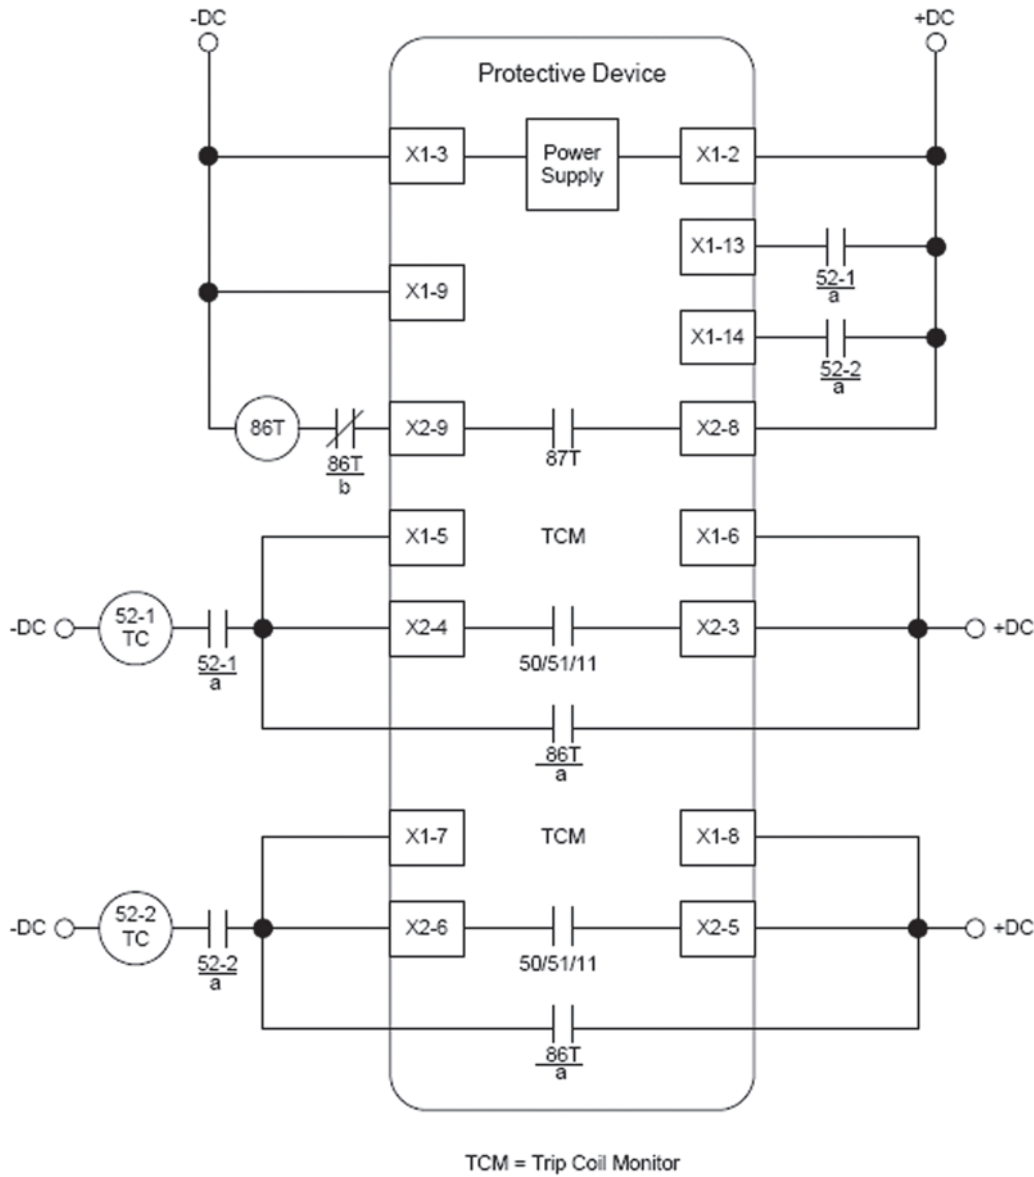 -DC
+DC
Protective Device
X1-3
Power
Supply
X1-2
X1-13
52-1
a
X1-9
X1-14
52-2
a
86T
86T
b
X2-9
87T
X2-8
X1-5
TCM
X1-6
-DC
52-1
TC
52-1
a
X2-4
50/51/11
X2-3
+DC
86T
a
X1-7
TCM
X1-8
-DC
52-2
TC
52-2
a
X2-6
50/51/11
X2-5
+DC
86T
a
TCM = Trip Coil Monitor